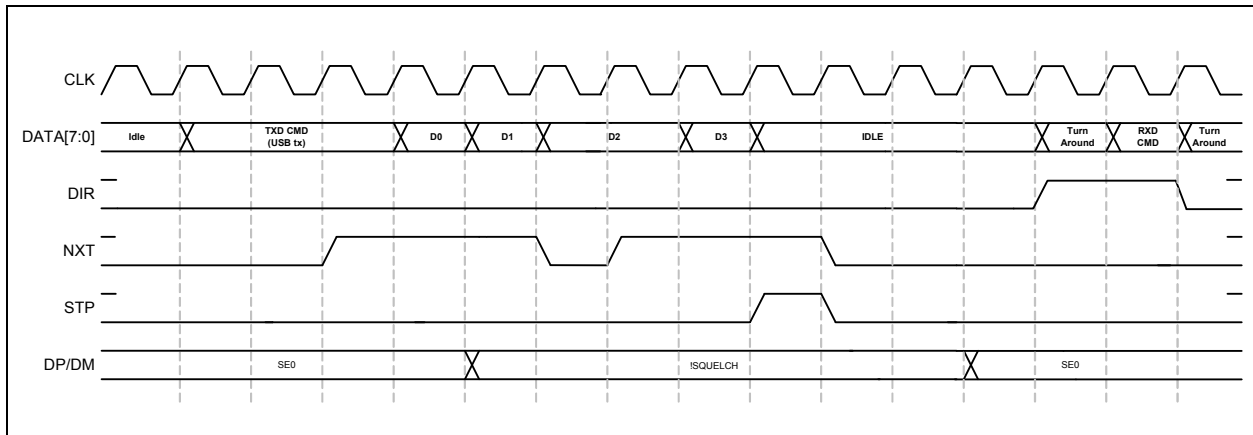 CLK
DATA[7:0]
Idle
TXD CMD
(USB tx)
D0
D1
D2
D3
IDLE
Turn
Around
RXD
CMD
Turn
Around
DIR
NXT
STP
DP/DM
SE0
!SQUELCH
SE0